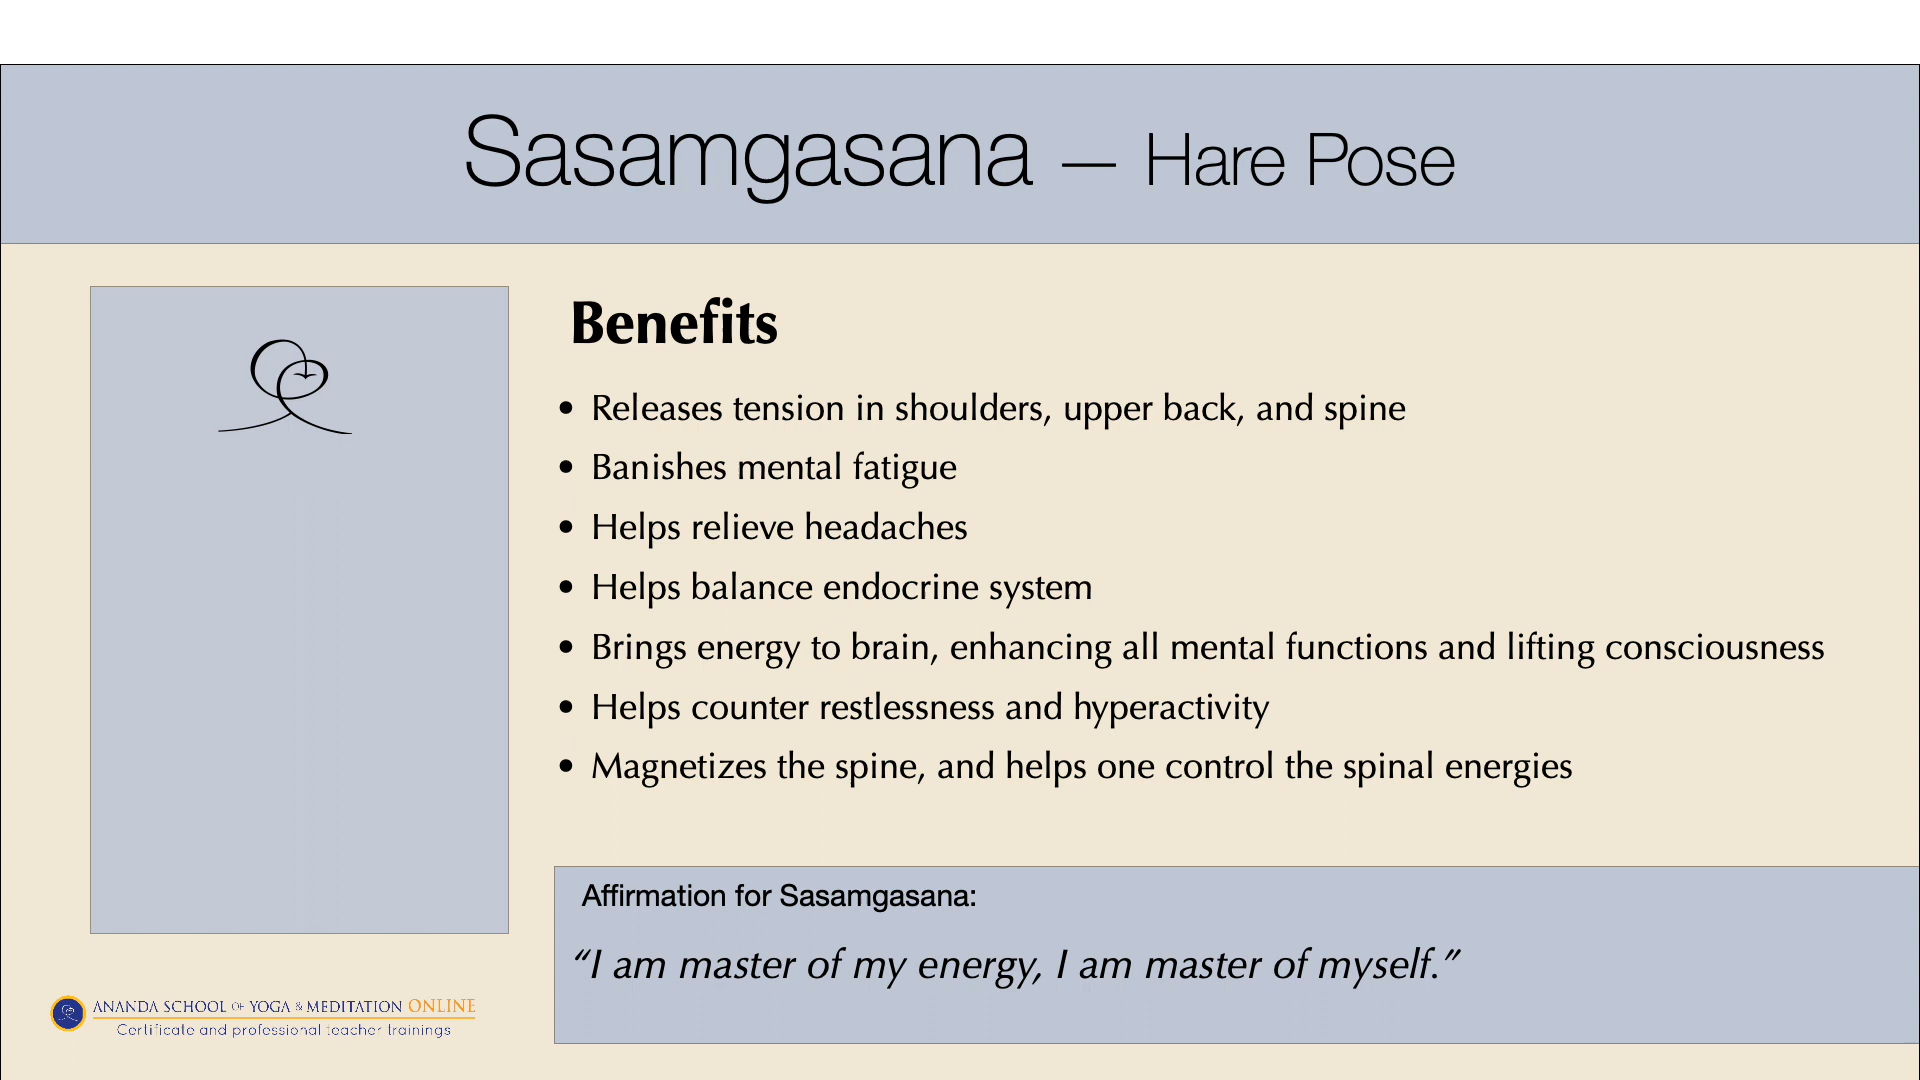 Sasamgasana — Hare Pose
Benefits
• Releases tension in shoulders, upper back, and spine
• Banishes mental fatigue
• Helps relieve headaches
• Helps balance endocrine system
• Brings energy to brain, enhancing all mental functions and lifting consciousness
• Helps counter restlessness and hyperactivity
• Magnetizes the spine, and helps one control the spinal energies
Affirmation for Sasamgasana:
“I am master of my energy, I am master of myself.”
ANANDA SCHOOL OF YOGA & MEDITATION ONLINE
Certificate and professional teacher trainings